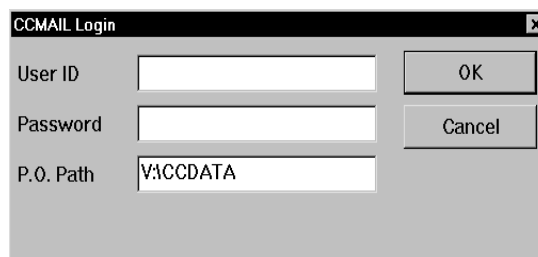 CCMAIL Login
User ID
OK
Password
Cancel
P.O. Path
V:\CCDATA